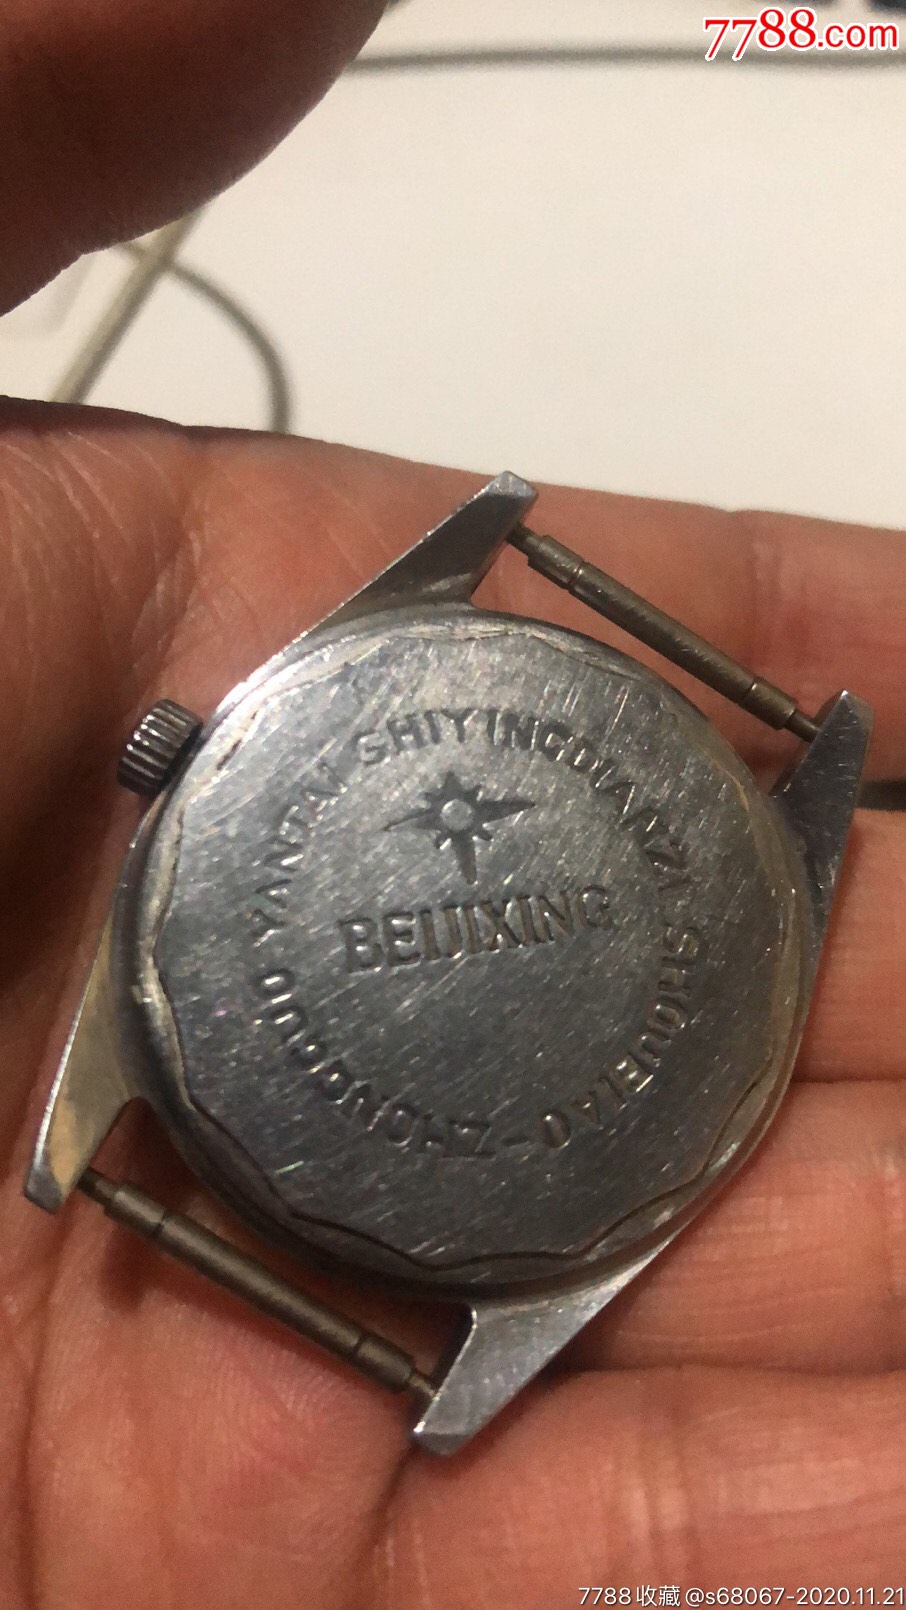 7788.com
ZHONGGUO YANTAI SHIYINGDIANZI SHOUBIAO-
BEIJIXING
7788收藏@s68067-2020.11.21